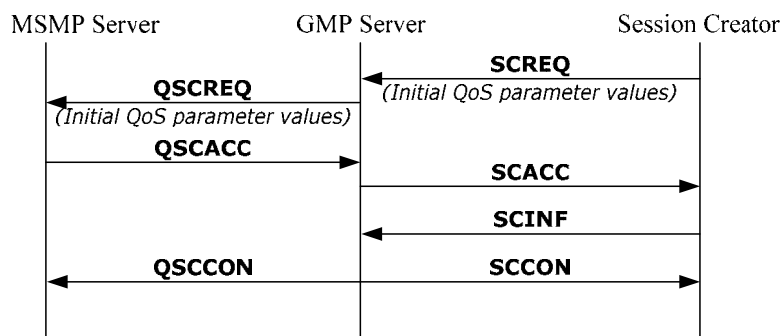 MSMP Server GMP Server Session Creator
SCREQ
(Initial QoS parameter values)
QSCREQ
(Initial QoS parameter values)
QSCACC
SCACC
SCINF
QSCCON SCCON